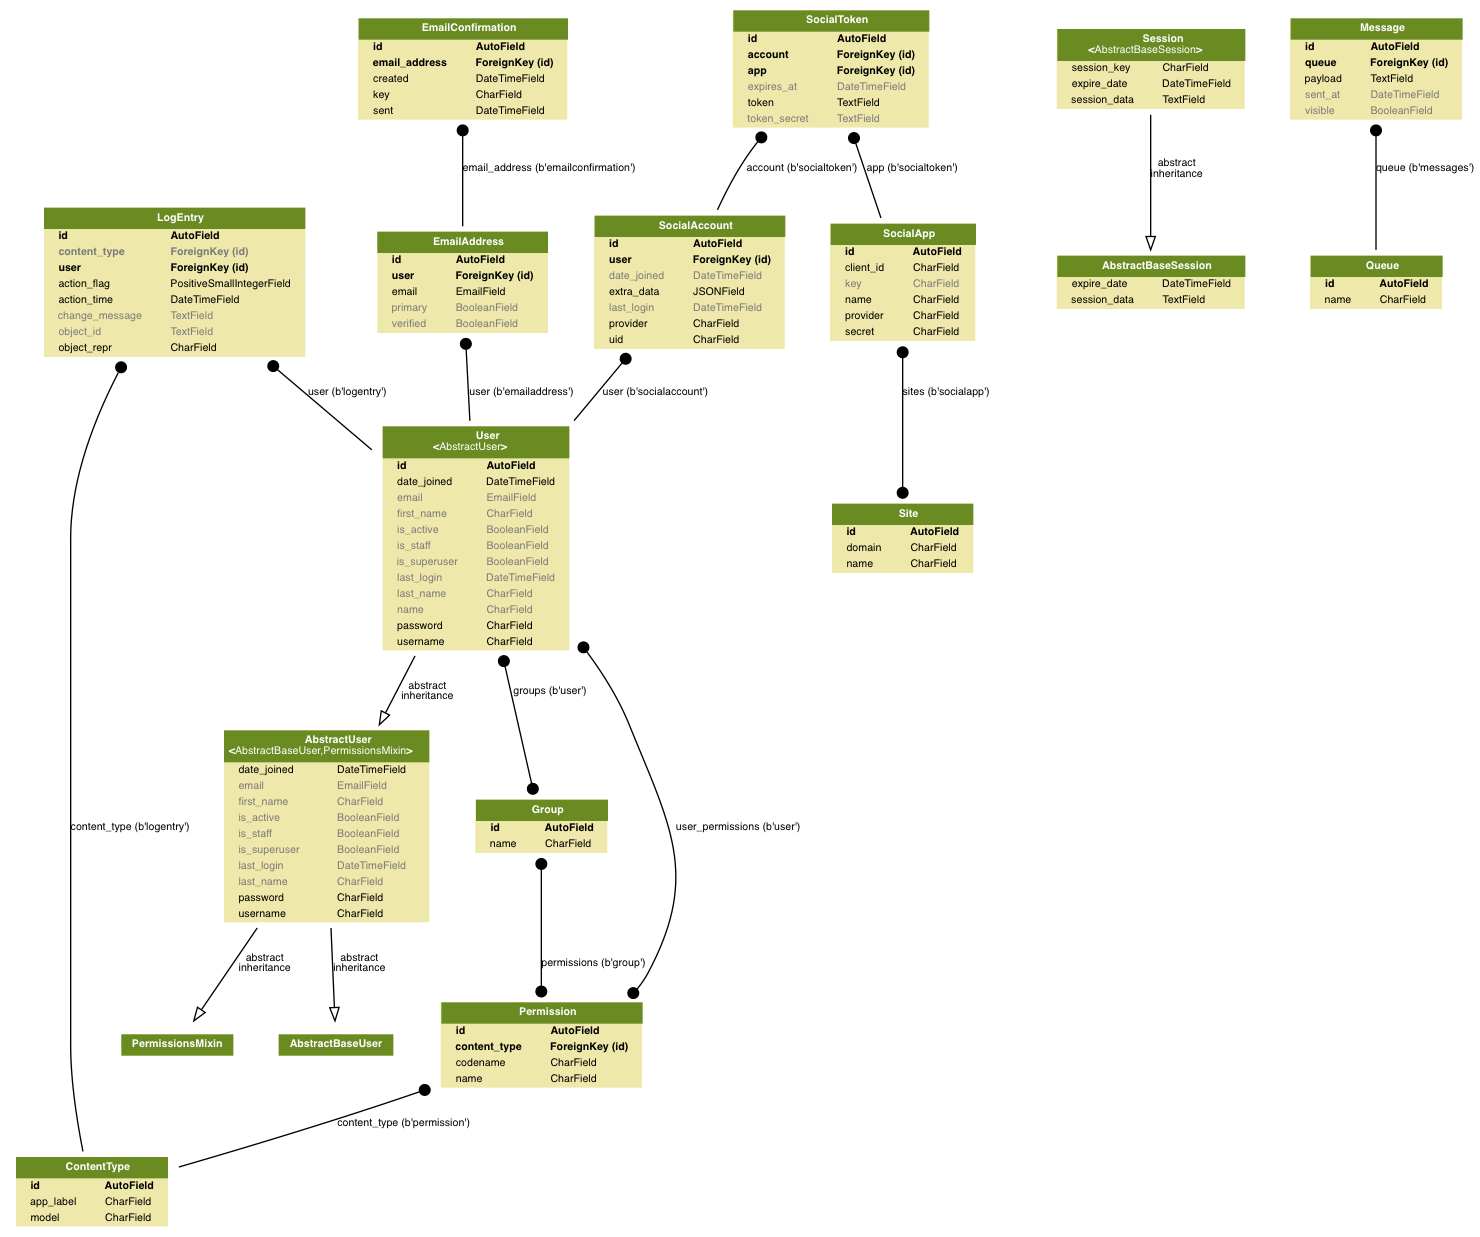 EmailConfirmation
id AutoField
email_address ForeignKey (id)
created DateTimeField
key CharField
sent DateTimeField
SocialToken
id AutoField
account ForeignKey (id)
app ForeignKey (id)
expires_at DateTimeField
token TextField
token_secret TextField
Session
<AbstractBaseSession>
session_key CharField
expire_date DateTimeField
session_data TextField
Message
id AutoField
queue ForeignKey (id)
payload TextField
sent_at DateTimeField
visible BooleanField
email_address (b'emailconfirmation')
account (b'socialtoken')
app (b'socialtoken')
abstract
inheritance
queue (b'messages')
LogEntry
id AutoField
content_type ForeignKey (id)
user ForeignKey (id)
action_flag PositiveSmallIntegerField
action_time DateTimeField
change_message TextField
object_id TextField
object_repr CharField
EmailAddress
id AutoField
user ForeignKey (id)
email EmailField
primary BooleanField
verified BooleanField
SocialAccount
id AutoField
user ForeignKey (id)
date_joined DateTimeField
extra_data JSONField
last_login DateTimeField
provider CharField
uid CharField
SocialApp
id AutoField
client_id CharField
key CharField
name CharField
provider CharField
secret CharField
AbstractBaseSession
expire_date DateTimeField
session_data TextField
Queue
id AutoField
name CharField
user (b'logentry')
user (b'emailaddress')
user (b'socialaccount')
sites (b'socialapp')
User
<AbstractUser>
id AutoField
date_joined DateTimeField
email EmailField
first_name CharField
is_active BooleanField
is_staff BooleanField
is_superuser BooleanField
last_login DateTimeField
last_name CharField
name CharField
password CharField
username CharField
Site
id AutoField
domain CharField
name CharField
abstract
inheritance
groups (b'user')
AbstractUser
<AbstractBaseUser,PermissionsMixin>
date_joined DateTimeField
email EmailField
first_name CharField
is_active BooleanField
is_staff BooleanField
is_superuser BooleanField
last_login DateTimeField
last_name CharField
password CharField
username CharField
Group
id AutoField
name CharField
content_type (b'logentry')
user_permissions (b'user')
abstract
inheritance
abstract
inheritance
permissions (b'group')
PermissionsMixin
AbstractBaseUser
Permission
id AutoField
content_type ForeignKey (id)
codename CharField
name CharField
content_type (b'permission')
ContentType
id AutoField
app_label CharField
model CharField